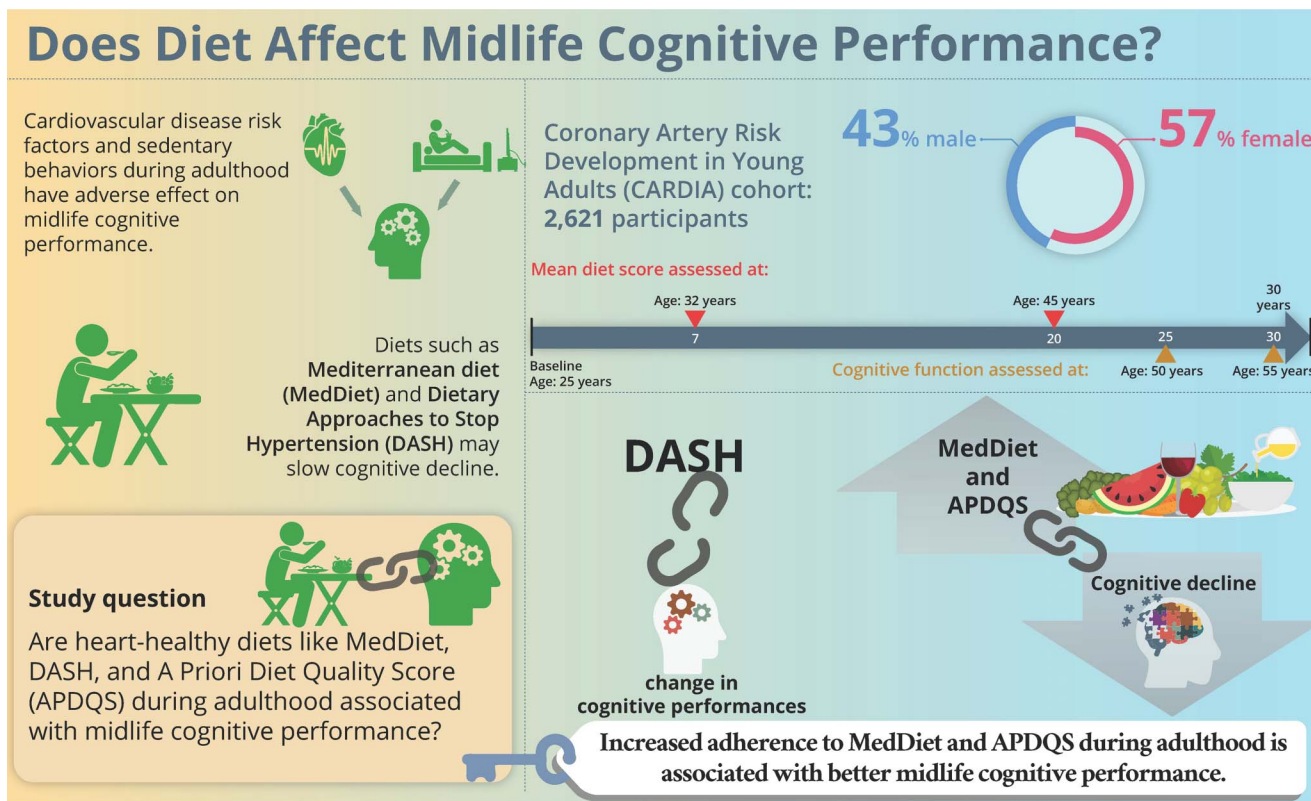 Does Diet Affect Midlife Cognitive Performance?
Cardiovascular disease risk
factors and sedentary
behaviors during adulthood
have adverse effect on
midlife cognitive
performance.
Diets such as
Mediterranean diet
(MedDiet) and Dietary
Approaches to Stop
Hypertension (DASH) may
slow cognitive decline.
Study question
Are heart-healthy diets like MedDiet,
DASH, and A Priori Diet Quality Score
(APDQS) during adulthood associated
with midlife cognitive performance?
Coronary Artery Risk
Development in Young
Adults (CARDIA) cohort:
2,621 participants
43% male
57% female
Mean diet score assessed at:
Age: 32 years
Age: 45 years
30
years
7
20
25
30
Baseline
Age: 25 years
Cognitive function assessed at:
Age: 50 years
Age: 55 years
DASH
change in
cognitive performances
MedDiet
and
APDQS
Cognitive decline
Increased adherence to MedDiet and APDQS during adulthood is
associated with better midlife cognitive performance.